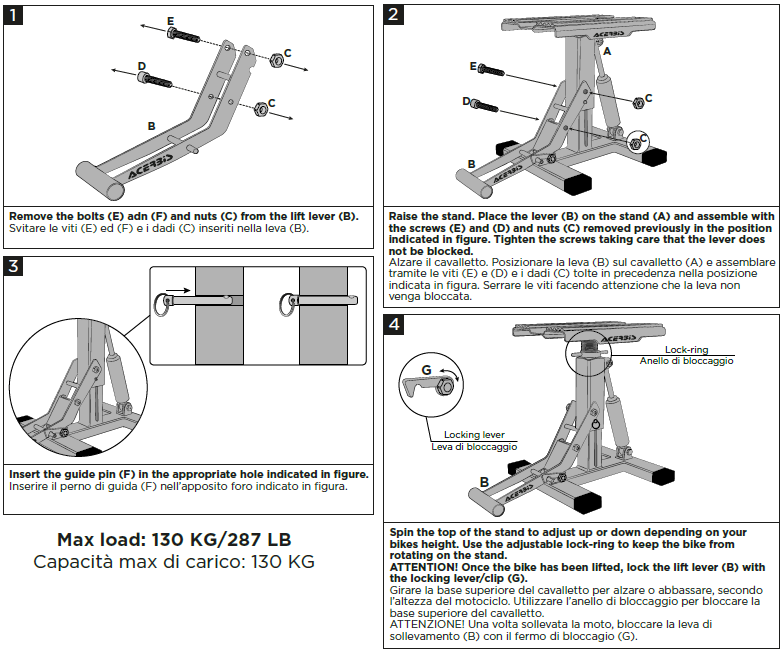 1
E
C
D
C
B
ACERBIS
Remove the bolts (E) adn (F) and nuts (C) from the lift lever (B).
Svitare le viti (E) ed (F) e i dadi (C) inseriti nella leva (B).
2
ACERBIS
A
E
C
D
C
B
ACERBIS
Raise the stand. Place the lever (B) on the stand (A) and assemble with
the screws (E) and (D) and nuts (C) removed previously in the position
indicated in figure. Tighten the screws taking care that the lever does
not be blocked.
Alzare il cavalletto. Posizionare la leva (B) sul cavalletto (A) e assemblare
tramite le viti (E) e (D) e i dadi (C) tolte in precedenza nella posizione
indicata in figura. Serrare le viti facendo attenzione che la leva non
venga bloccata.
3
Insert the guide pin (F) in the appropriate hole indicated in figure.
Inserire il perno di guida (F) nell'apposito foro indicato in figura.
Max load: 130 KG/287 LB
Capacità max di carico: 130 KG
4
ACERBIS
Lock-ring
Anello di bloccaggio
G
Locking lever
Leva di bloccaggio
B
ACERBIS
Spin the top of the stand to adjust up or down depending on your
bikes height. Use the adjustable lock-ring to keep the bike from
rotating on the stand.
ATTENTION! Once the bike has been lifted, lock the lift lever (B) with
the locking lever/clip (G).
Girare la base superiore del cavalletto per alzare o abbassare, secondo
l'altezza del motociclo. Utilizzare l'anello di bloccaggio per bloccare la
base superiore del cavalletto.
ATTENZIONE! Una volta sollevata la moto, bloccare la leva di
sollevamento (B) con il fermo di bloccagio (G).